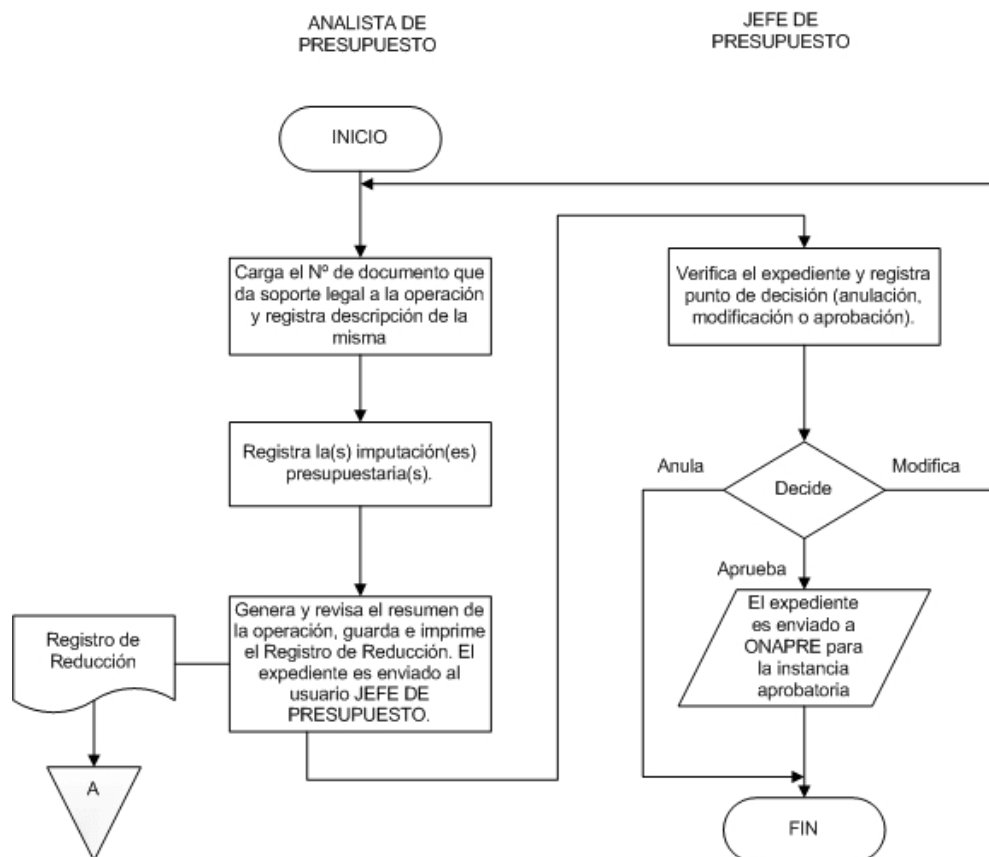 ANALISTA DE
PRESUPUESTO
JEFE DE
PRESUPUESTO
INICIO
Carga el Nº de documento que
da soporte legal a la operación
y registra descripción de la
misma
Registra la(s) imputación(es)
presupuestaria(s).
Genera y revisa el resumen de
la operación, guarda e imprime
el Registro de Reducción. El
expediente es enviado al
usuario JEFE DE
PRESUPUESTO.
Registro de
Reducción
A
Verifica el expediente y registra
punto de decisión (anulación,
modificación o aprobación).
Anula
Decide
Modifica
Aprueba
El expediente
es enviado a
ONAPRE para
la instancia
aprobatoria
FIN